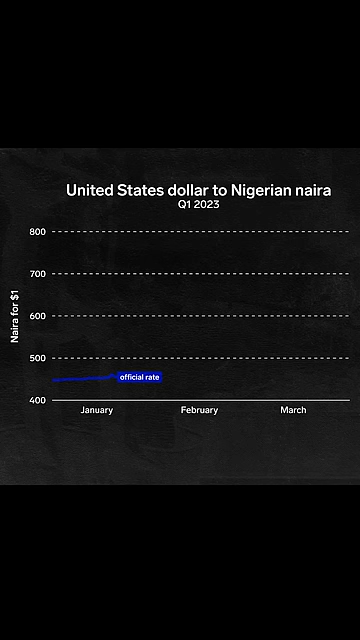 United States dollar to Nigerian naira
Q1 2023
Naira for $1
800
700
600
500
400
official rate
January
February
March